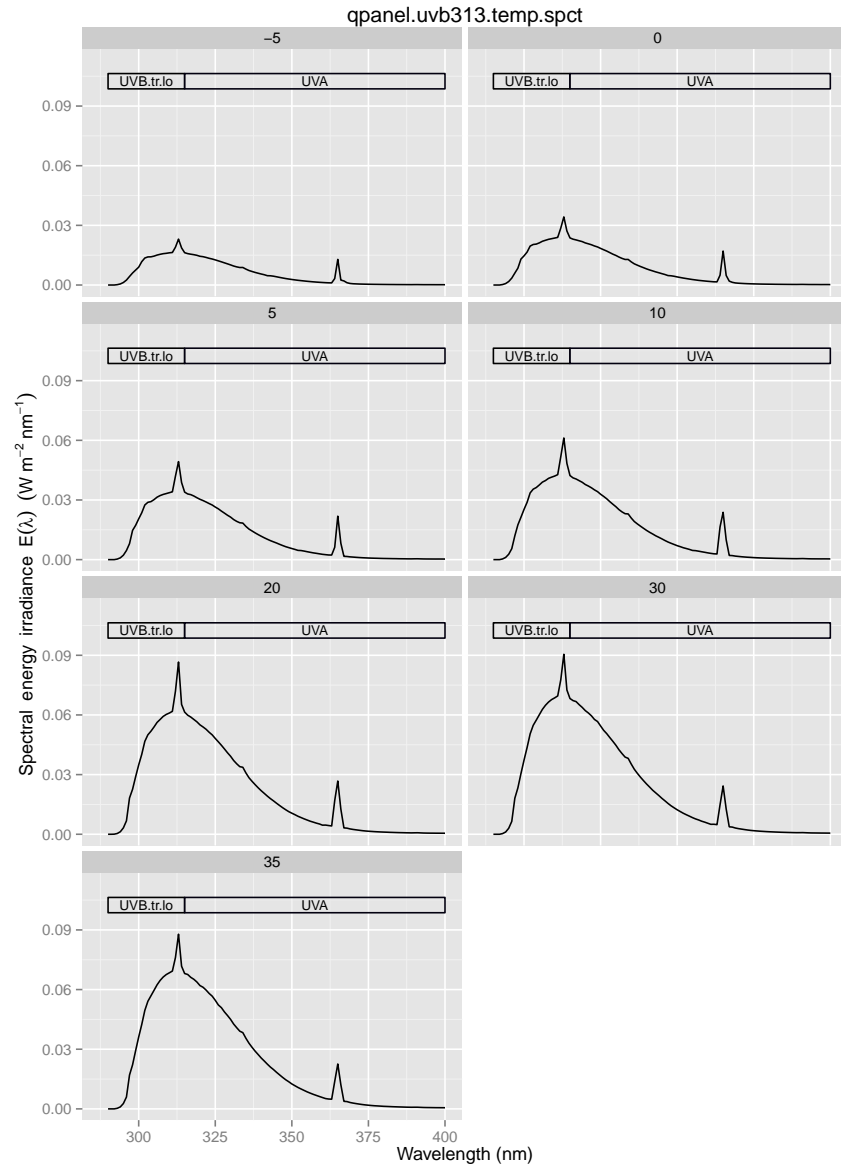 qpanel.uvb313.temp.spct
−5 0
UVB.tr.lo UVA UVB.tr.lo UVA
0.09
0.06
0.03
0.00
5 10
UVB.tr.lo UVA UVB.tr.lo UVA
0.09
0.06
0.03
0.00
20 30
UVB.tr.lo UVA UVB.tr.lo UVA
0.09
0.06
0.03
0.00
35
UVB.tr.lo UVA
0.09
0.06
0.03
0.00
300 325 350 375 400
Wavelength (nm)
Spectral energy irradiance E(λ) (W m⁻² nm⁻¹)